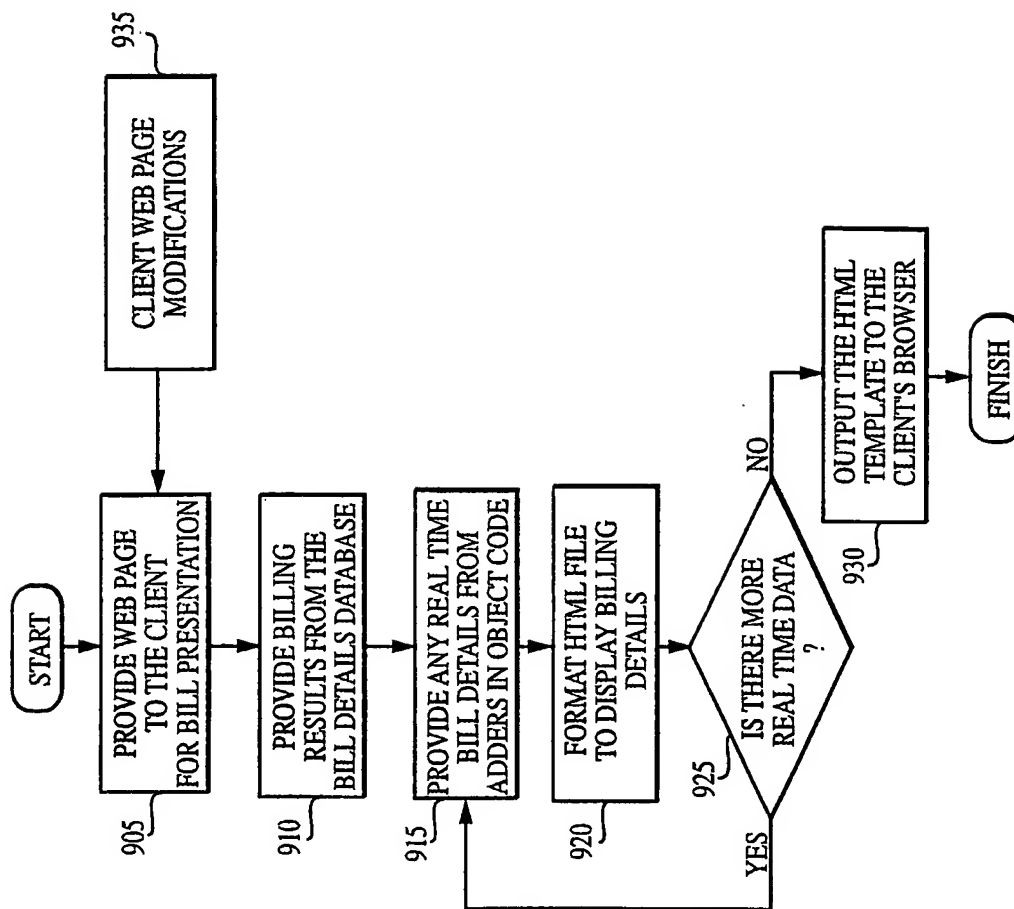 START
PROVIDE WEB PAGE
TO THE CLIENT
FOR BILL PRESENTATION
905
CLIENT WEB PAGE
MODIFICATIONS
935
PROVIDE BILLING
RESULTS FROM THE
BILL DETAILS DATABASE
910
PROVIDE ANY REAL TIME
BILL DETAILS FROM
ADDERS IN OBJECT CODE
915
FORMAT HTML FILE
TO DISPLAY BILLING
DETAILS
920
IS THERE MORE
REAL TIME DATA
?
925
YES
NO
OUTPUT THE HTML
TEMPLATE TO THE
CLIENT'S BROWSER
930
FINISH